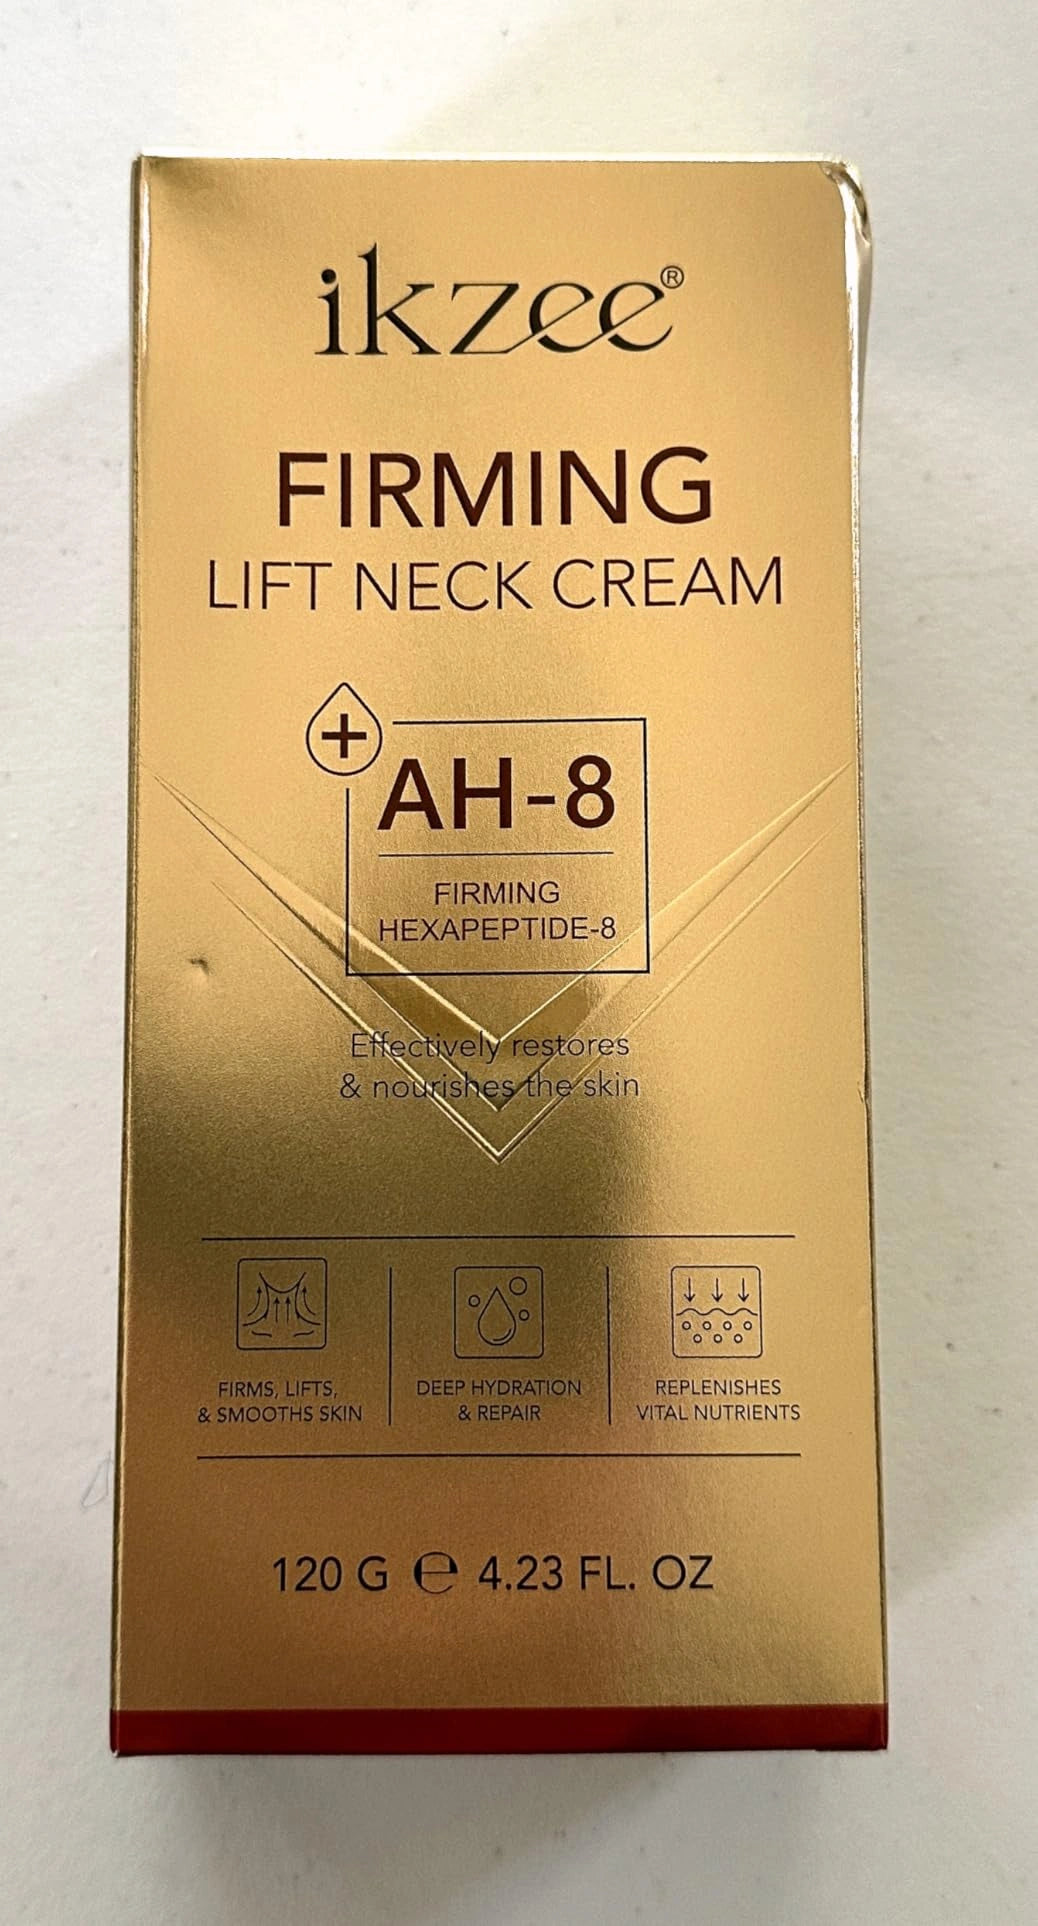 ikzee®
FIRMING
LIFT NECK CREAM
+
AH-8
FIRMING
HEXAPEPTIDE-8
Effectively restores
& nourishes the skin
FIRMS, LIFTS,
& SMOOTHS SKIN
DEEP HYDRATION
& REPAIR
REPLENISHES
VITAL NUTRIENTS
120 G ℮ 4.23 FL. OZ